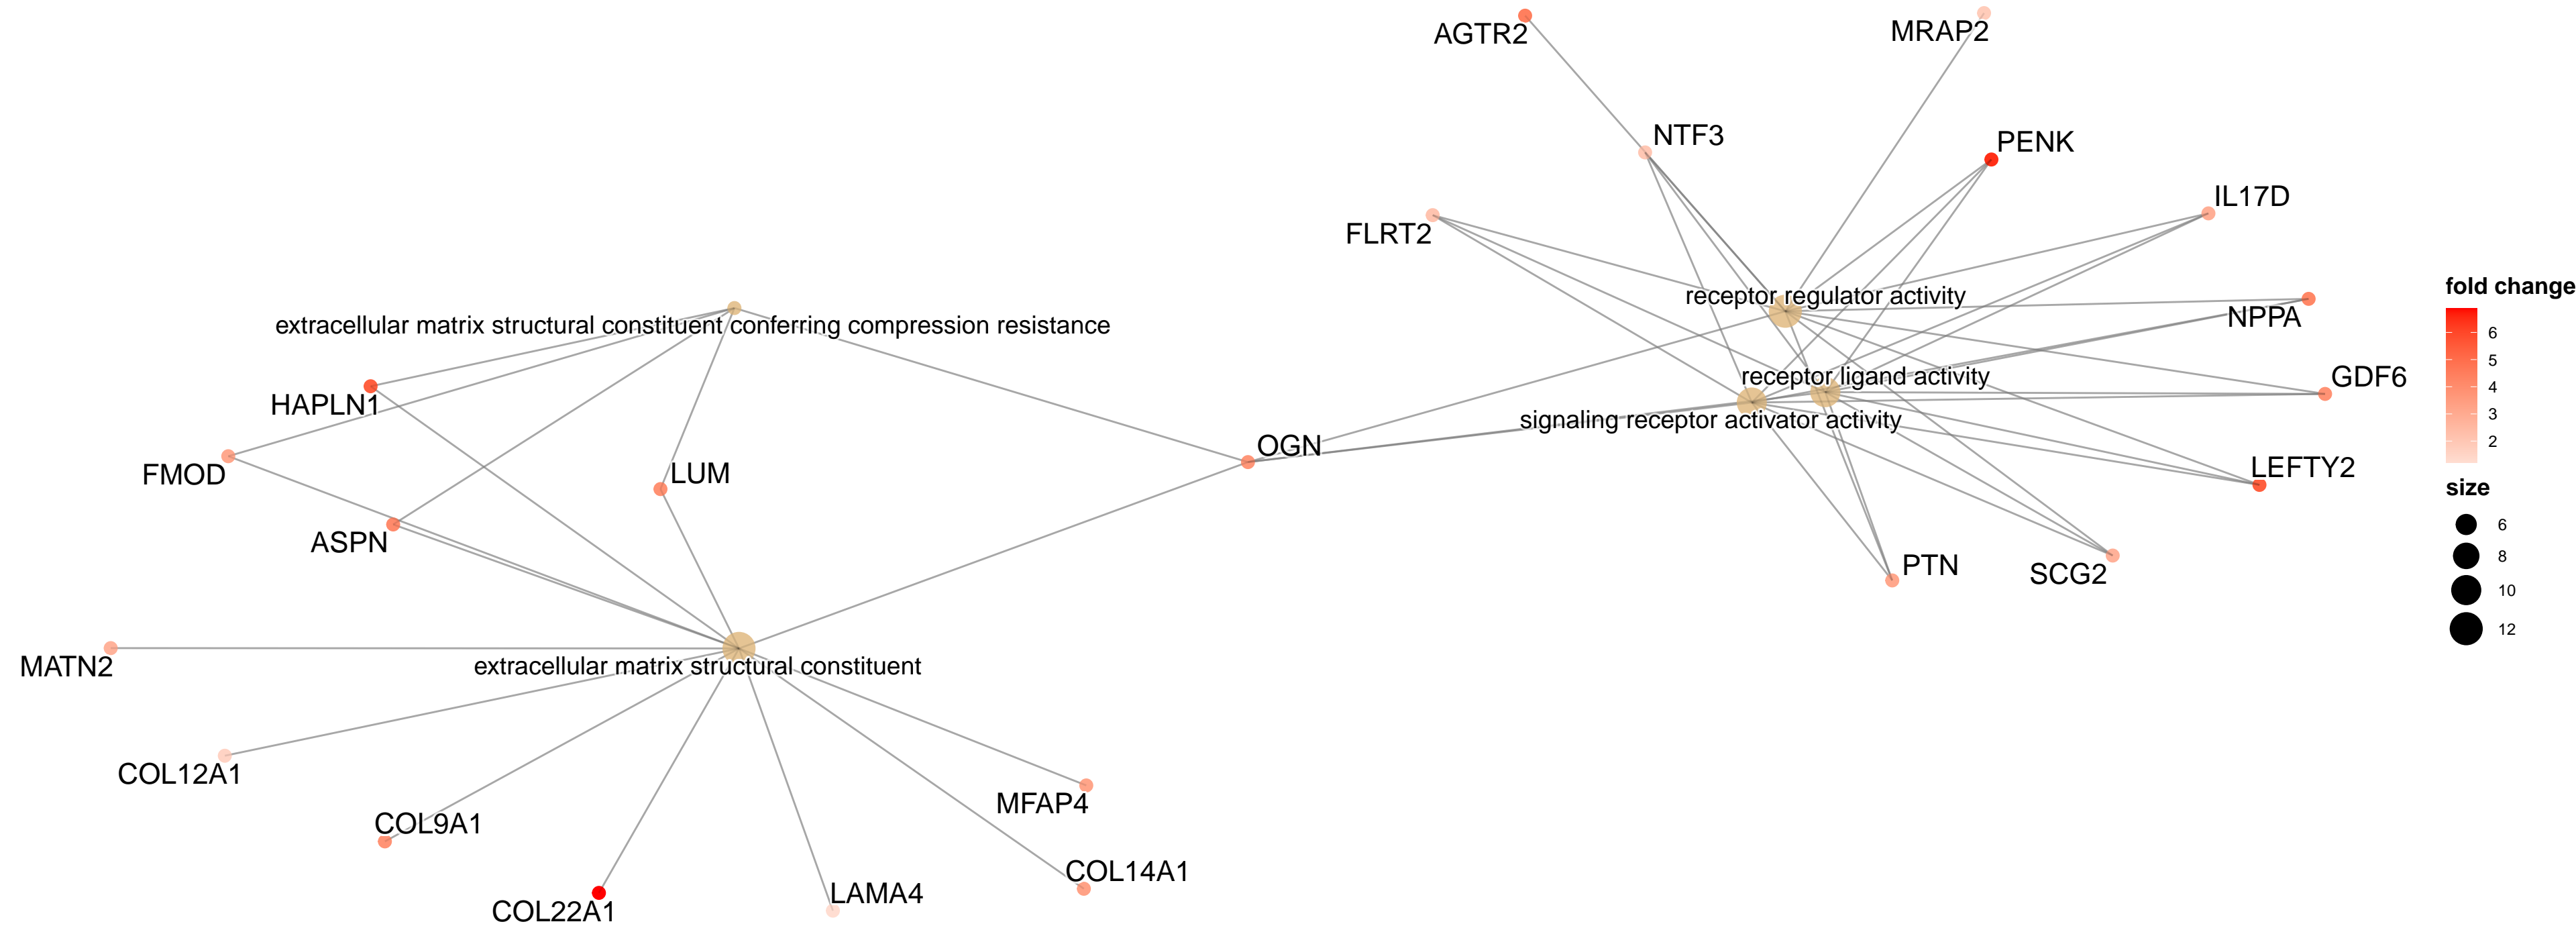 AGTR2
MRAP2
NTF3
PENK
IL17D
FLRT2
fold change
receptor regulator activity
NPPA
extracellular matrix structural constituent conferring compression resistance
6
5
4
3
2
receptor ligand activity
GDF6
HAPLN1
signaling receptor activator activity
OGN
LEFTY2
FMOD
LUM
size
6
8
10
12
ASPN
PTN
SCG2
MATN2
extracellular matrix structural constituent
COL12A1
MFAP4
COL9A1
COL14A1
LAMA4
COL22A1